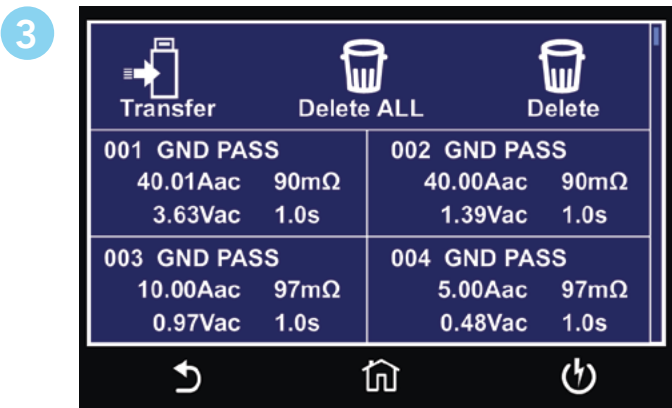 3
Transfer Delete ALL Delete
001 GND PASS
40.01Aac 90mΩ
3.63Vac 1.0s
002 GND PASS
40.00Aac 90mΩ
1.39Vac 1.0s
003 GND PASS
10.00Aac 97mΩ
0.97Vac 1.0s
004 GND PASS
5.00Aac 97mΩ
0.48Vac 1.0s